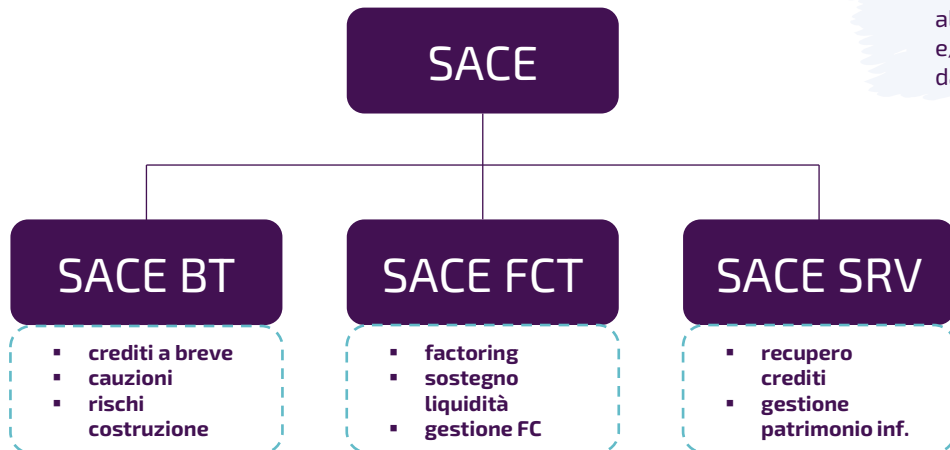 SACE
SACE BT
SACE FCT
SACE SRV
▪ crediti a breve
▪ cauzioni
▪ rischi
costruzione
▪ factoring
▪ sostegno
liquidità
▪ gestione FC
▪ recupero
crediti
▪ gestione
patrimonio inf.